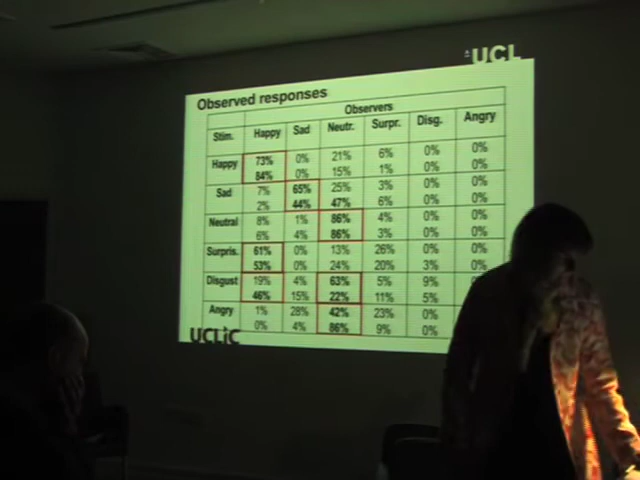 UCL
Observed responses
Observers
Stim. Happy Sad Neutr. Surpr. Disg. Angry
Happy 73% 0% 21% 6% 0% 0%
84% 0% 15% 1% 0% 0%
Sad 7% 65% 25% 3% 0% 0%
2% 44% 47% 6% 0% 0%
Neutral 8% 1% 86% 4% 0% 0%
6% 4% 86% 3% 0% 0%
Surpris. 61% 0% 13% 26% 0% 0%
53% 0% 24% 20% 3% 0%
Disgust 19% 4% 63% 5% 9%
46% 15% 22% 11% 5%
Angry 1% 28% 42% 23% 0%
0% 4% 86% 9% 0%
UCLIC